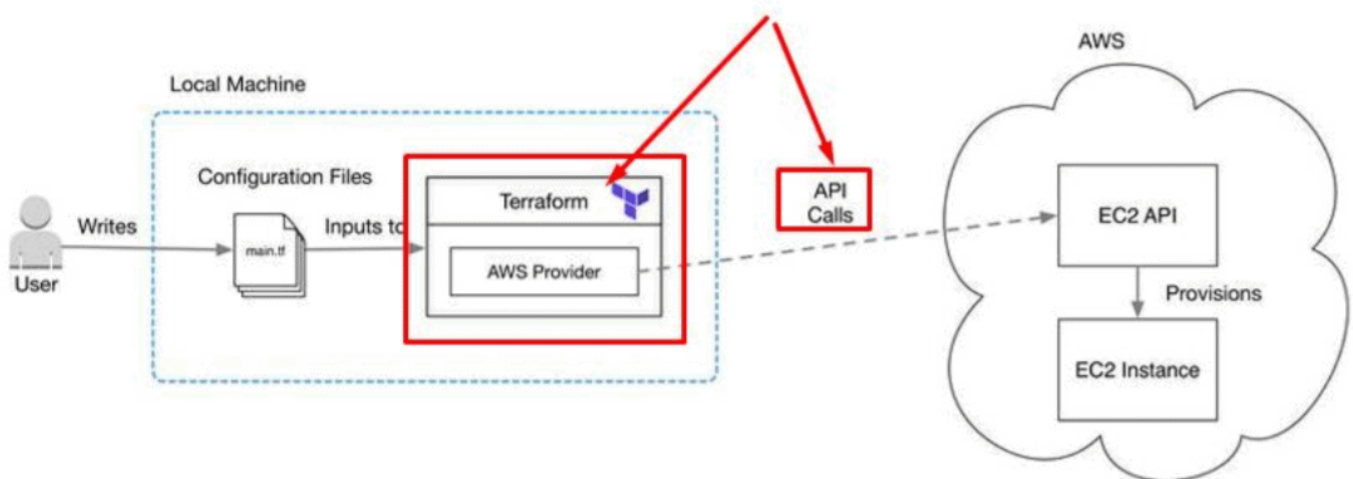 AWS
Local Machine
Configuration Files
Terraform
API
Calls
EC2 API
Writes
Inputs to
main.tf
AWS Provider
User
Provisions
EC2 Instance